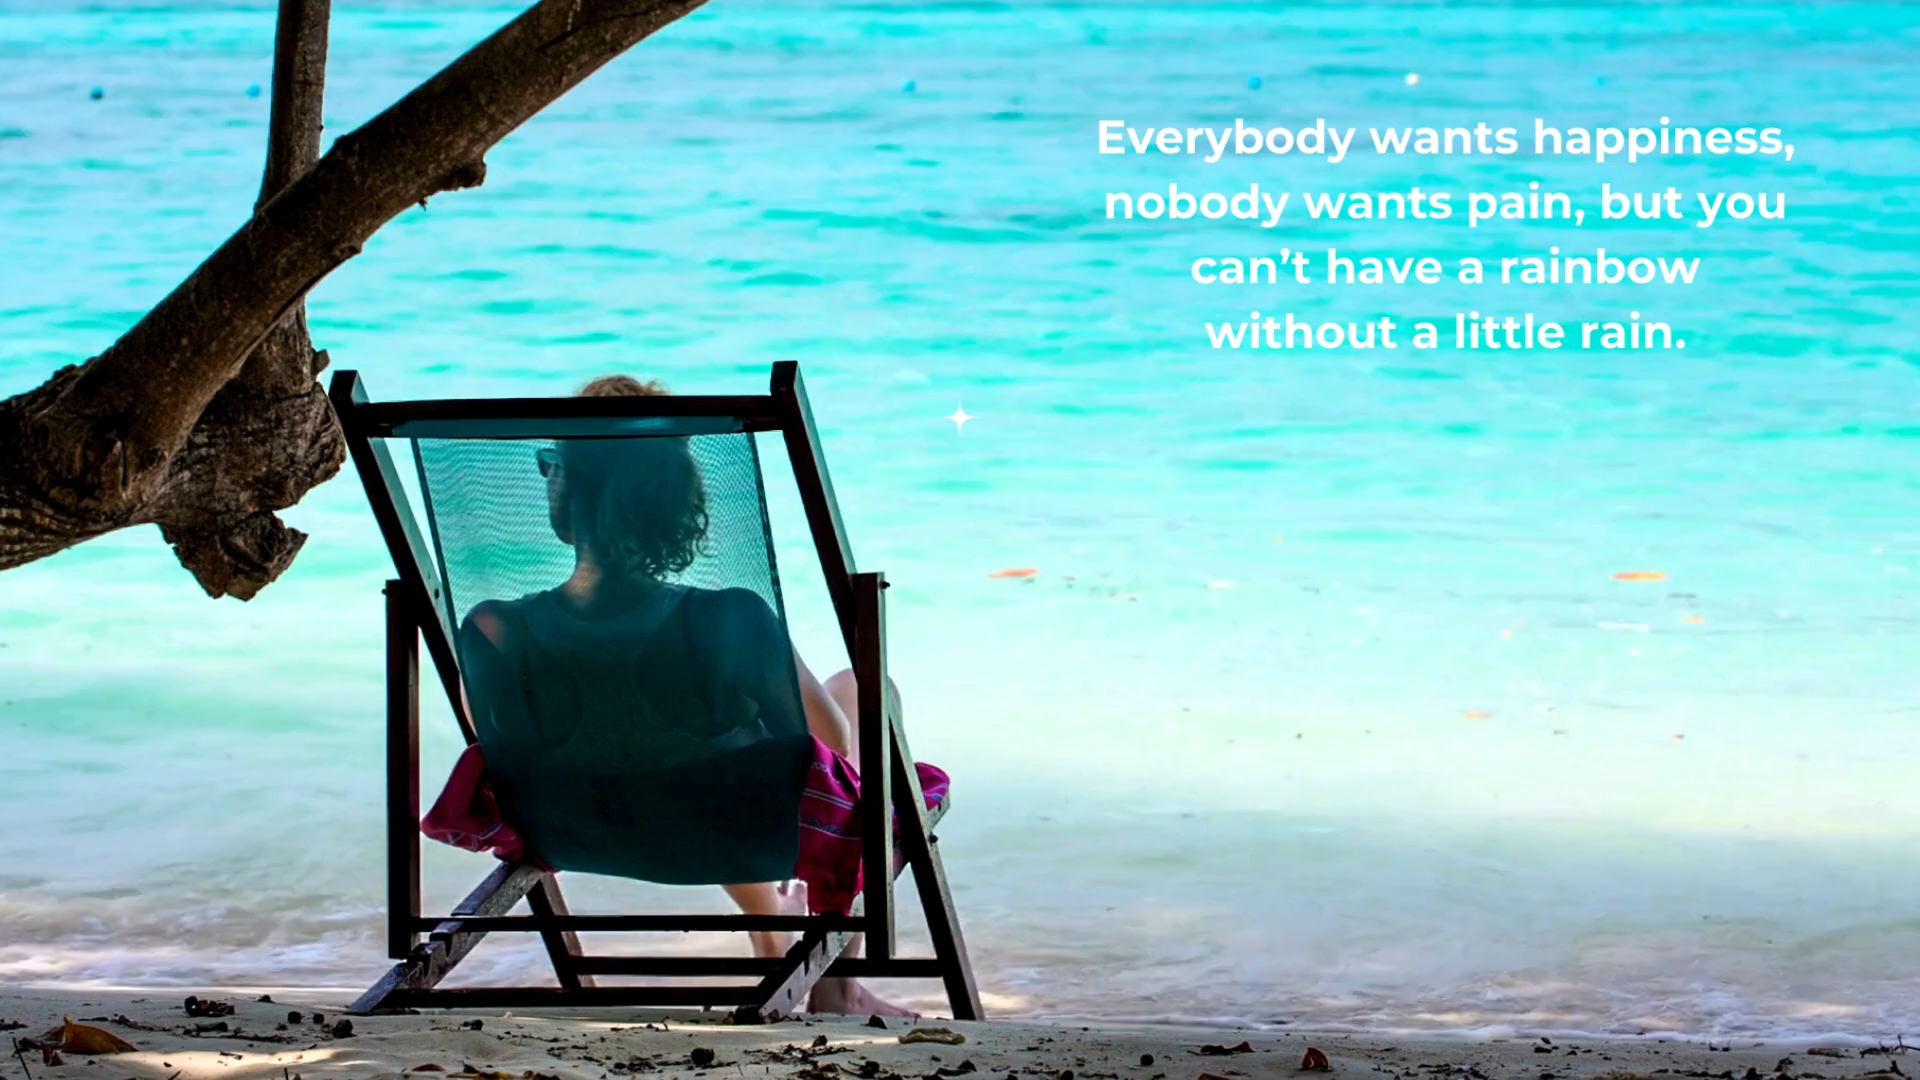 Everybody wants happiness,
nobody wants pain, but you
can’t have a rainbow
without a little rain.